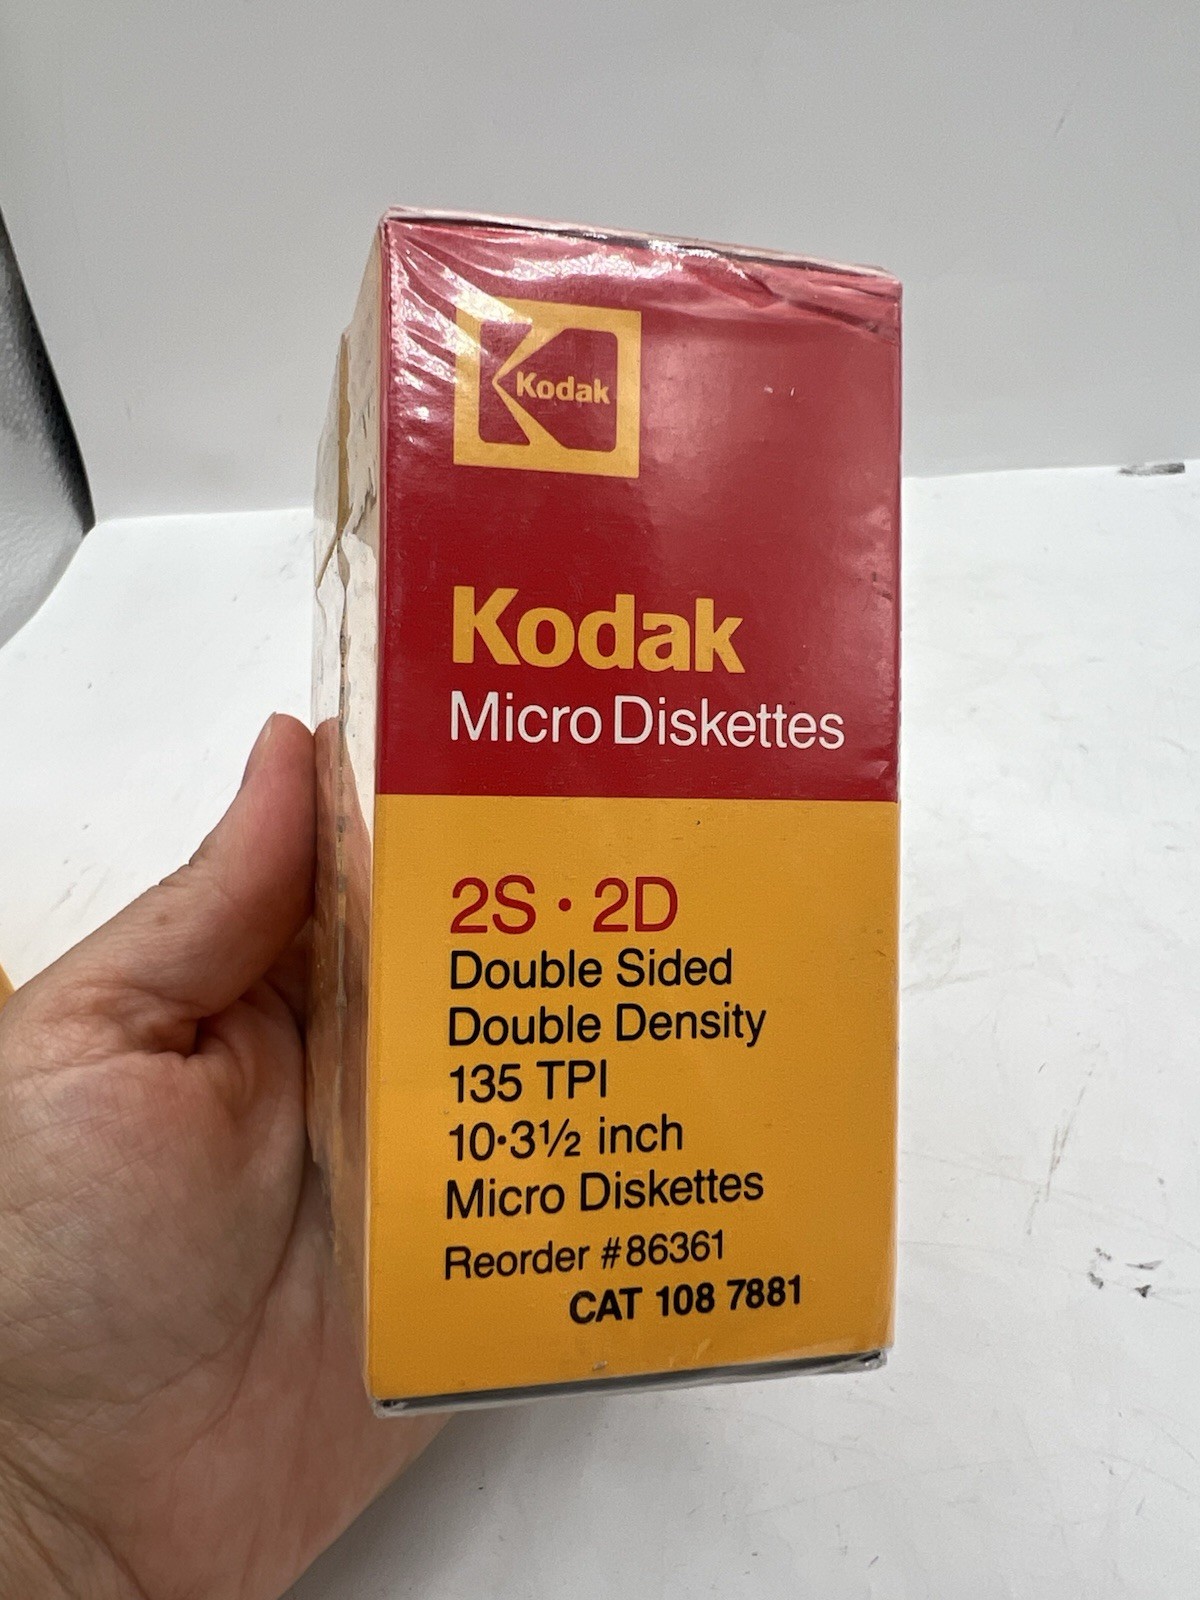 Kodak
Kodak
Micro Diskettes
2S • 2D
Double Sided
Double Density
135 TPI
10•3½ inch
Micro Diskettes
Reorder #86361
CAT 108 7881